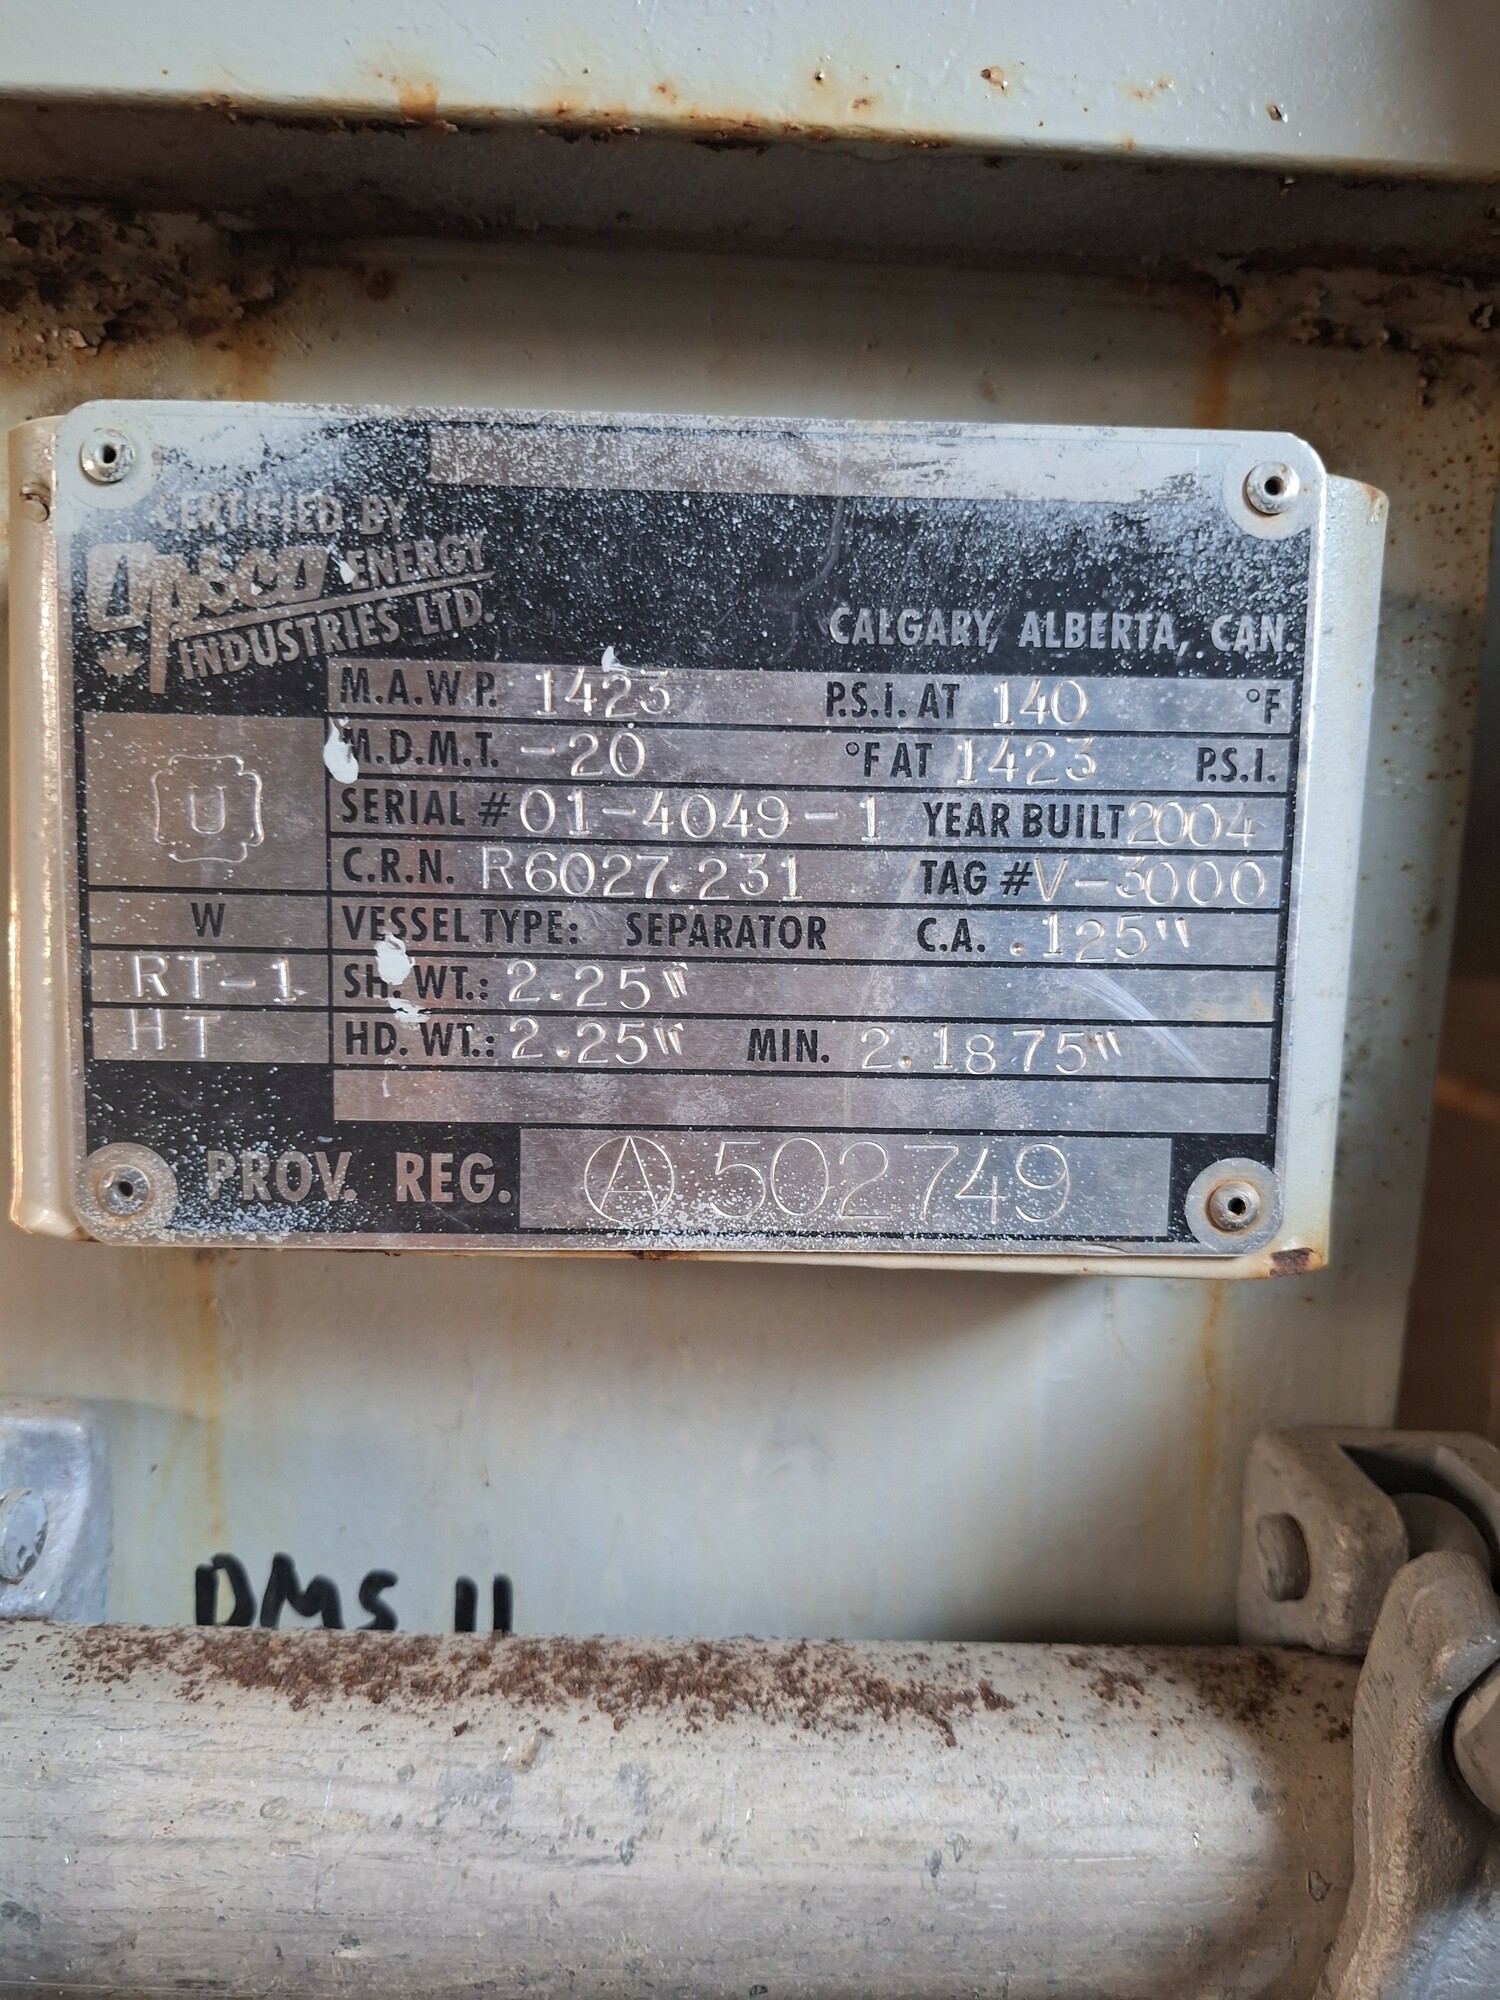 CERTIFIED BY
Opsco ENERGY
INDUSTRIES LTD.
CALGARY, ALBERTA, CAN.
M.A.W.P. 1423 P.S.I. AT 140 °F
M.D.M.T. -20 °F AT 1423 P.S.I.
U
SERIAL # 01-4049-1 YEAR BUILT 2004
C.R.N. R6027.231 TAG # V-3000
W VESSEL TYPE: SEPARATOR C.A. .125"
RT-1 SH. WT.: 2.25"
HT HD. WT.: 2.25" MIN. 2.1875"
PROV. REG. Ⓐ 502749
DMS 11